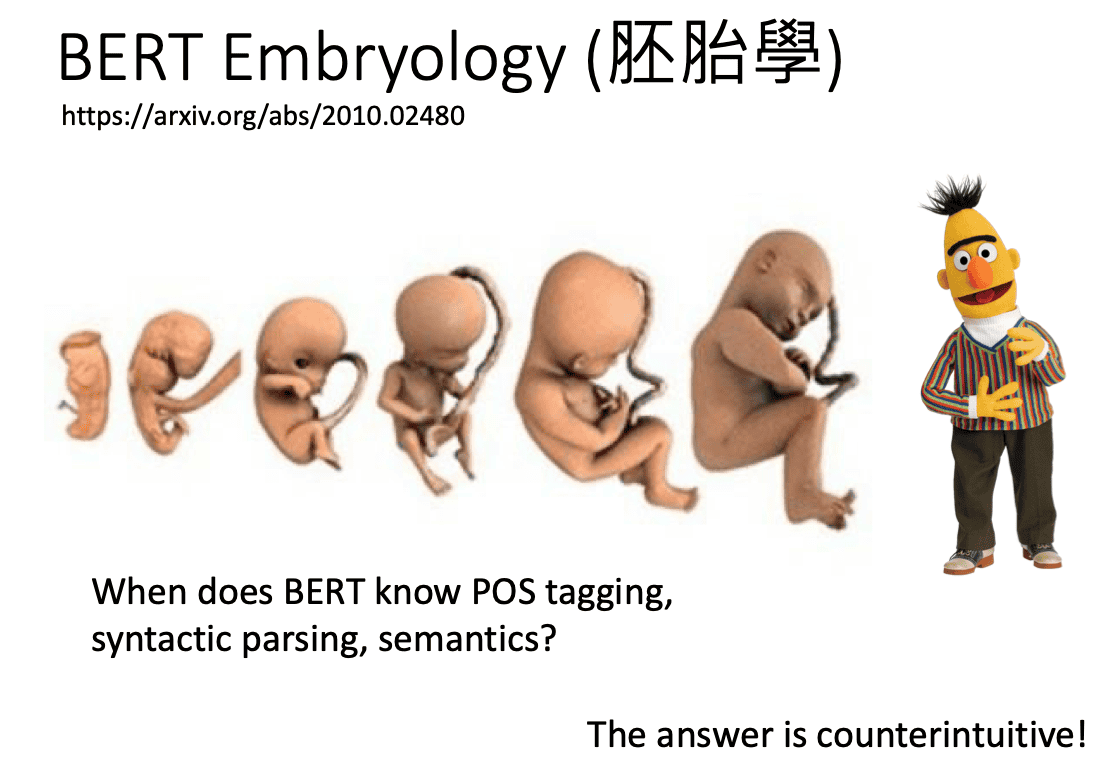 BERT Embryology (胚胎學)
https://arxiv.org/abs/2010.02480
When does BERT know POS tagging,
syntactic parsing, semantics?
The answer is counterintuitive!